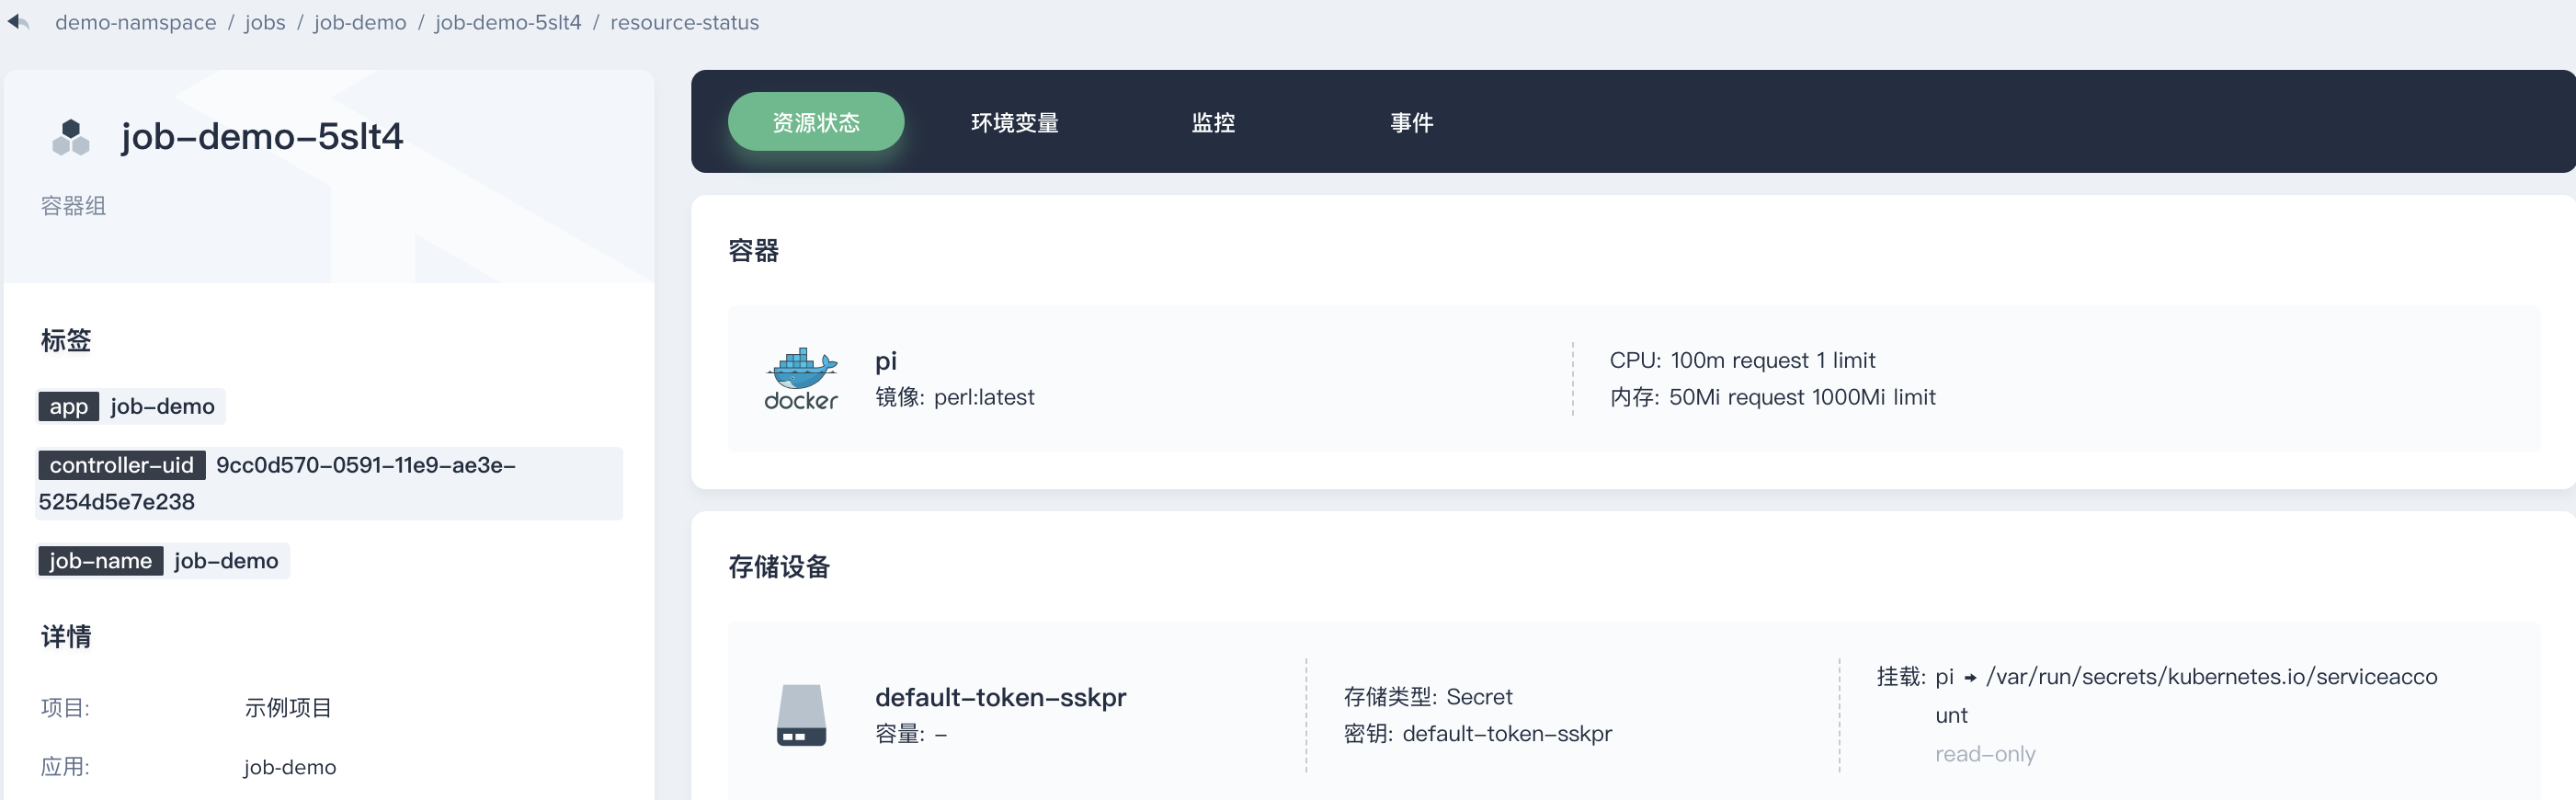 demo-namspace / jobs / job-demo / job-demo-5slt4 / resource-status
job-demo-5slt4
容器组
标签
app job-demo
controller-uid 9cc0d570-0591-11e9-ae3e-
5254d5e7e238
job-name job-demo
详情
项目: 示例项目
应用: job-demo
资源状态 环境变量 监控 事件
容器
docker
pi
镜像: perl:latest
CPU: 100m request 1 limit
内存: 50Mi request 1000Mi limit
存储设备
default-token-sskpr
容量: -
存储类型: Secret
密钥: default-token-sskpr
挂载: pi → /var/run/secrets/kubernetes.io/serviceacco
unt
read-only